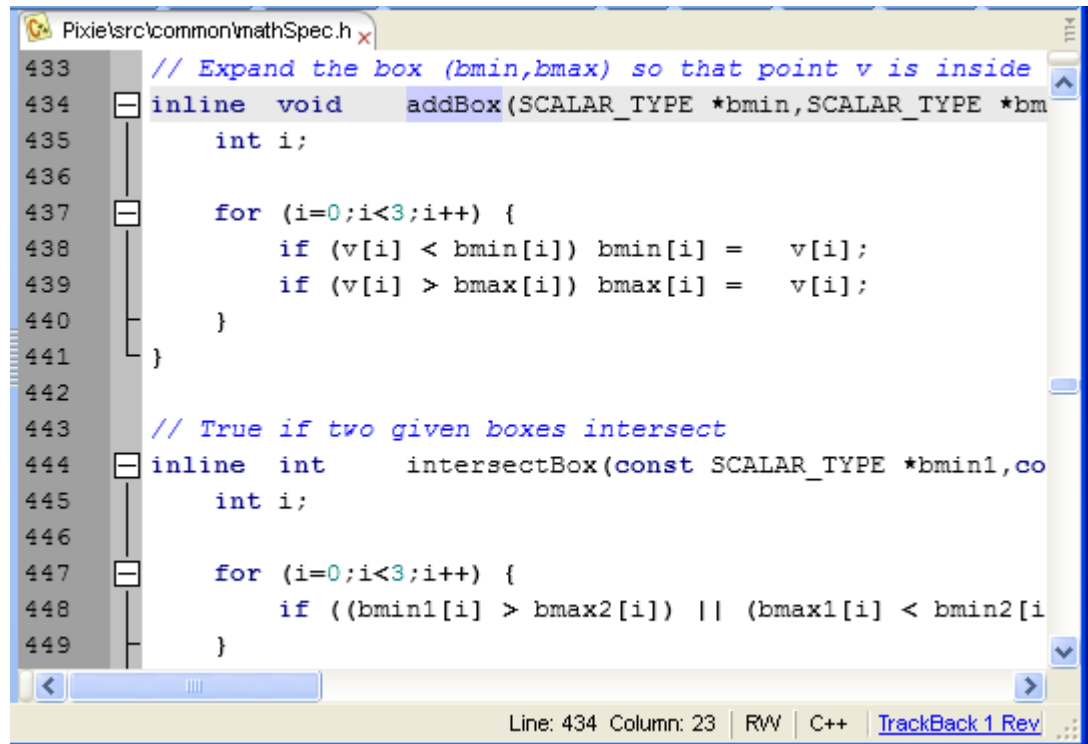 Pixie\src\common\mathSpec.h
433 // Expand the box (bmin,bmax) so that point v is inside
434 inline void addBox(SCALAR_TYPE *bmin,SCALAR_TYPE *bm
435 int i;
436
437 for (i=0;i<3;i++) {
438 if (v[i] < bmin[i]) bmin[i] = v[i];
439 if (v[i] > bmax[i]) bmax[i] = v[i];
440 }
441 }
442
443 // True if two given boxes intersect
444 inline int intersectBox(const SCALAR_TYPE *bmin1,co
445 int i;
446
447 for (i=0;i<3;i++) {
448 if ((bmin1[i] > bmax2[i]) || (bmax1[i] < bmin2[i
449 }
Line: 434 Column: 23 | RW | C++ | TrackBack 1 Rev